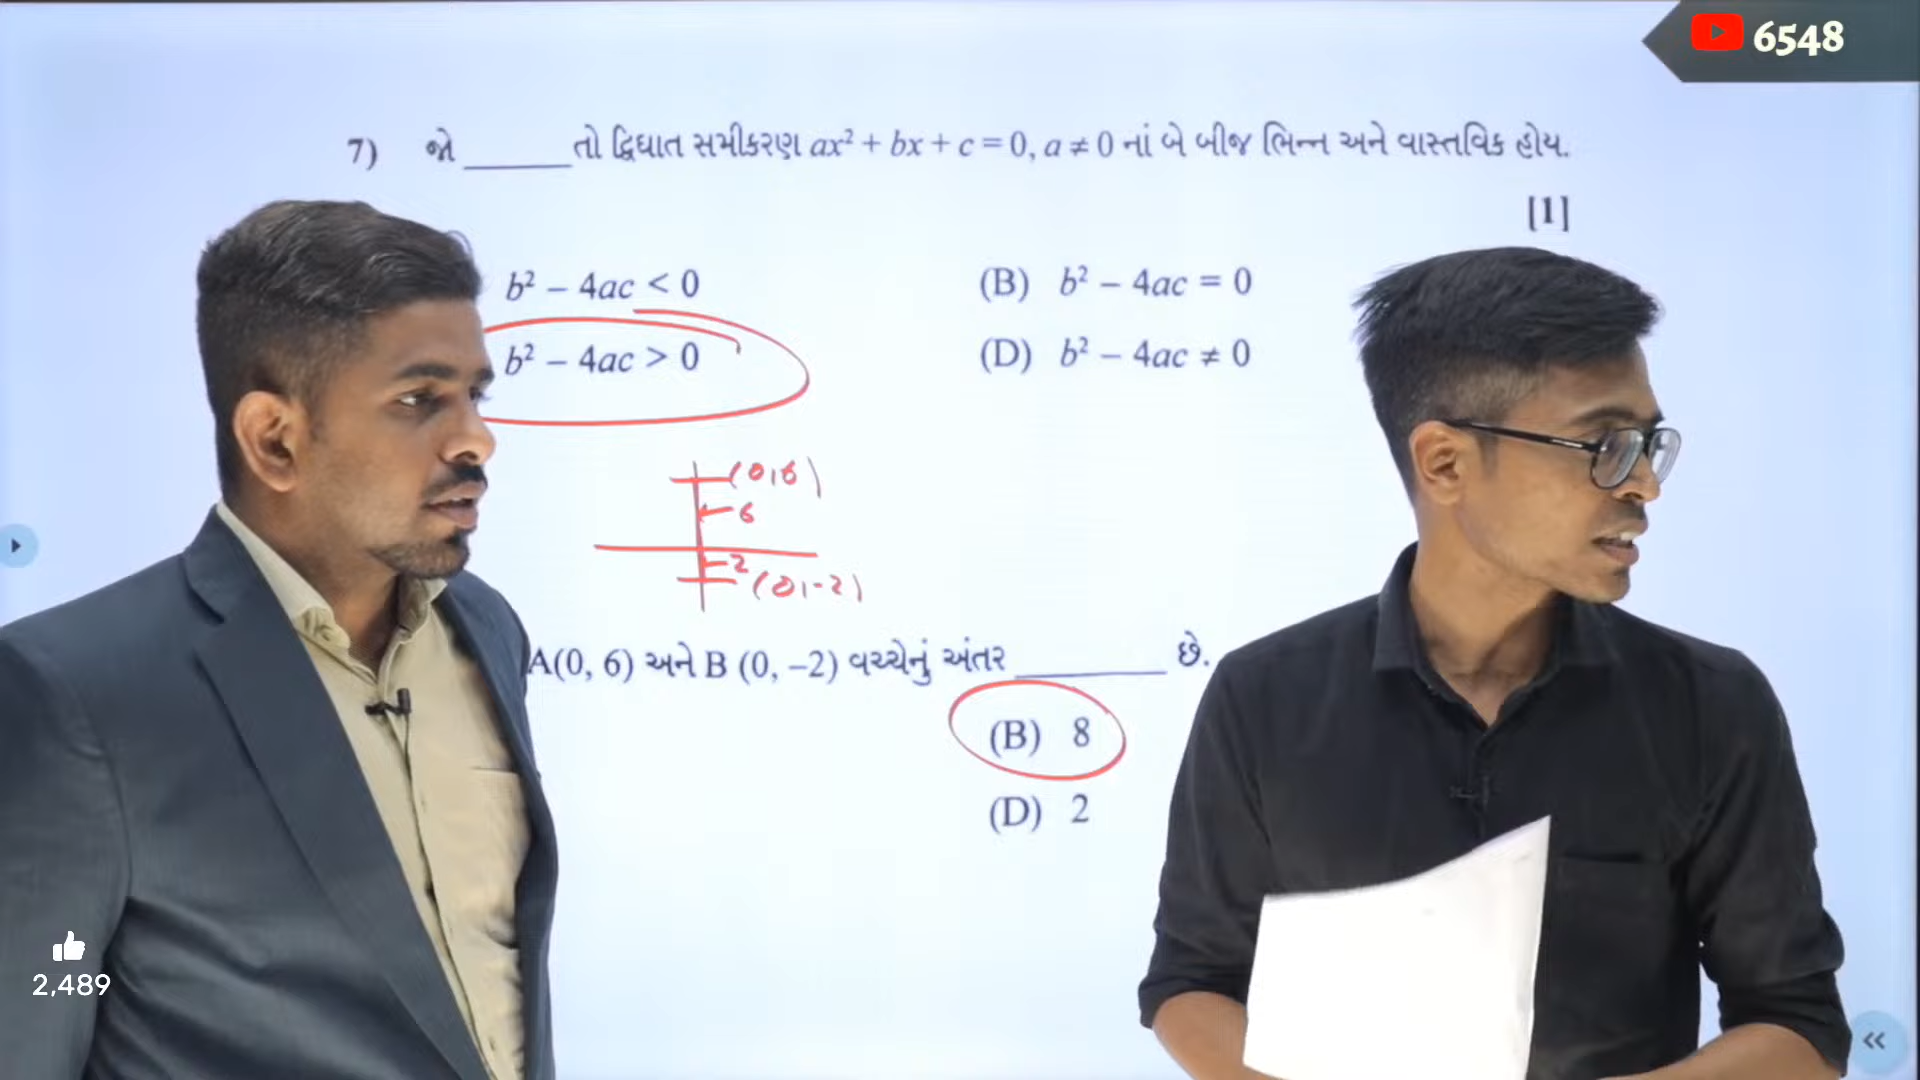 6548
7) જો ______ તો દ્વિઘાત સમીકરણ ax² + bx + c = 0, a ≠ 0 નાં બે બીજ ભિન્ન અને વાસ્તવિક હોય.
[1]
b² – 4ac < 0 (B) b² – 4ac = 0
b² – 4ac > 0 (D) b² – 4ac ≠ 0
(0,6)
6
2
(0,-2)
A(0, 6) અને B (0, –2) વચ્ચેનું અંતર ______ છે.
(B) 8
(D) 2
2,489